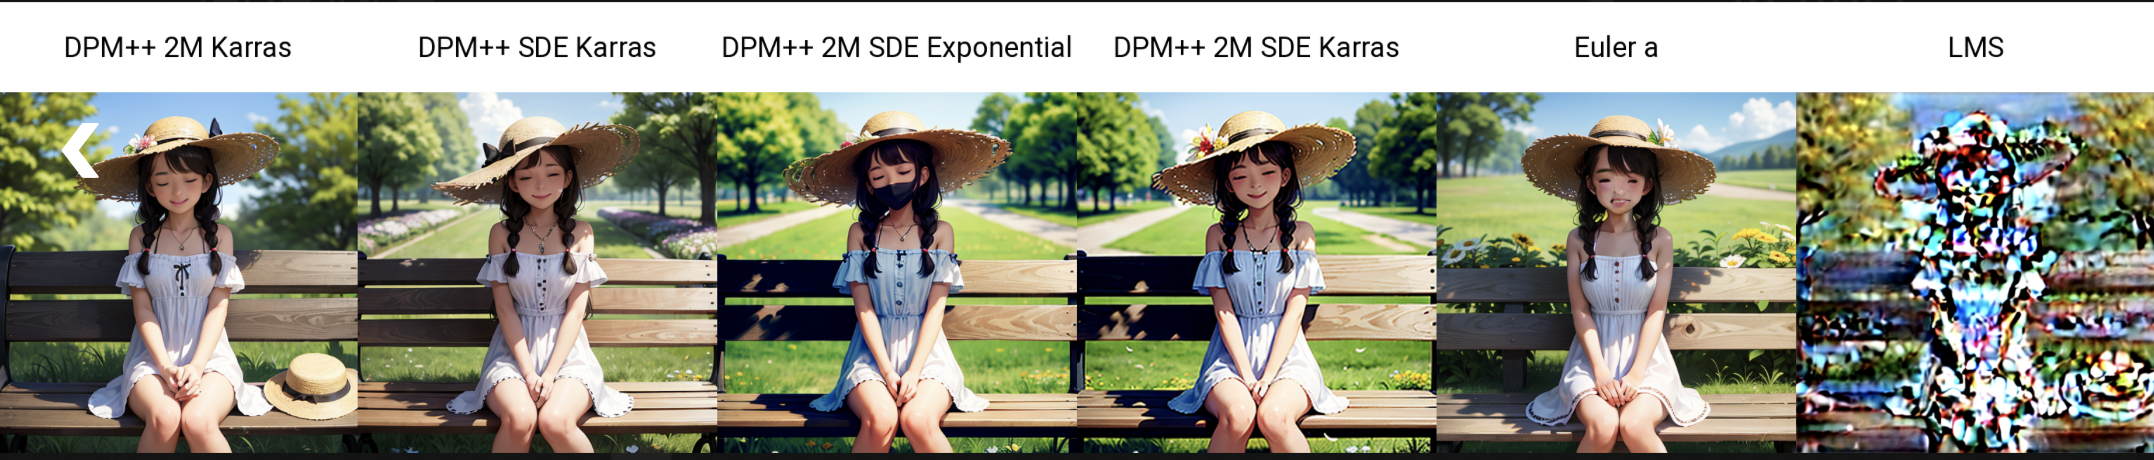 DPM++ 2M Karras
DPM++ SDE Karras
DPM++ 2M SDE Exponential
DPM++ 2M SDE Karras
Euler a
LMS